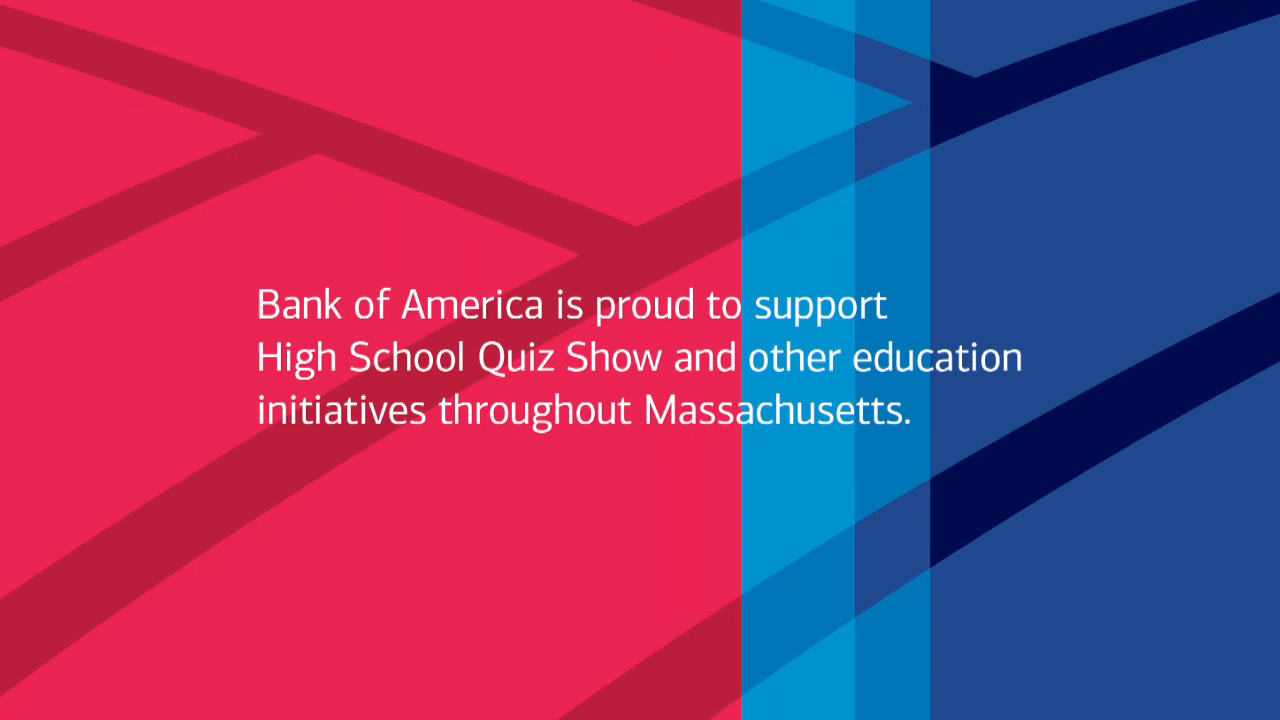 Bank of America is proud to support
High School Quiz Show and other education
initiatives throughout Massachusetts.